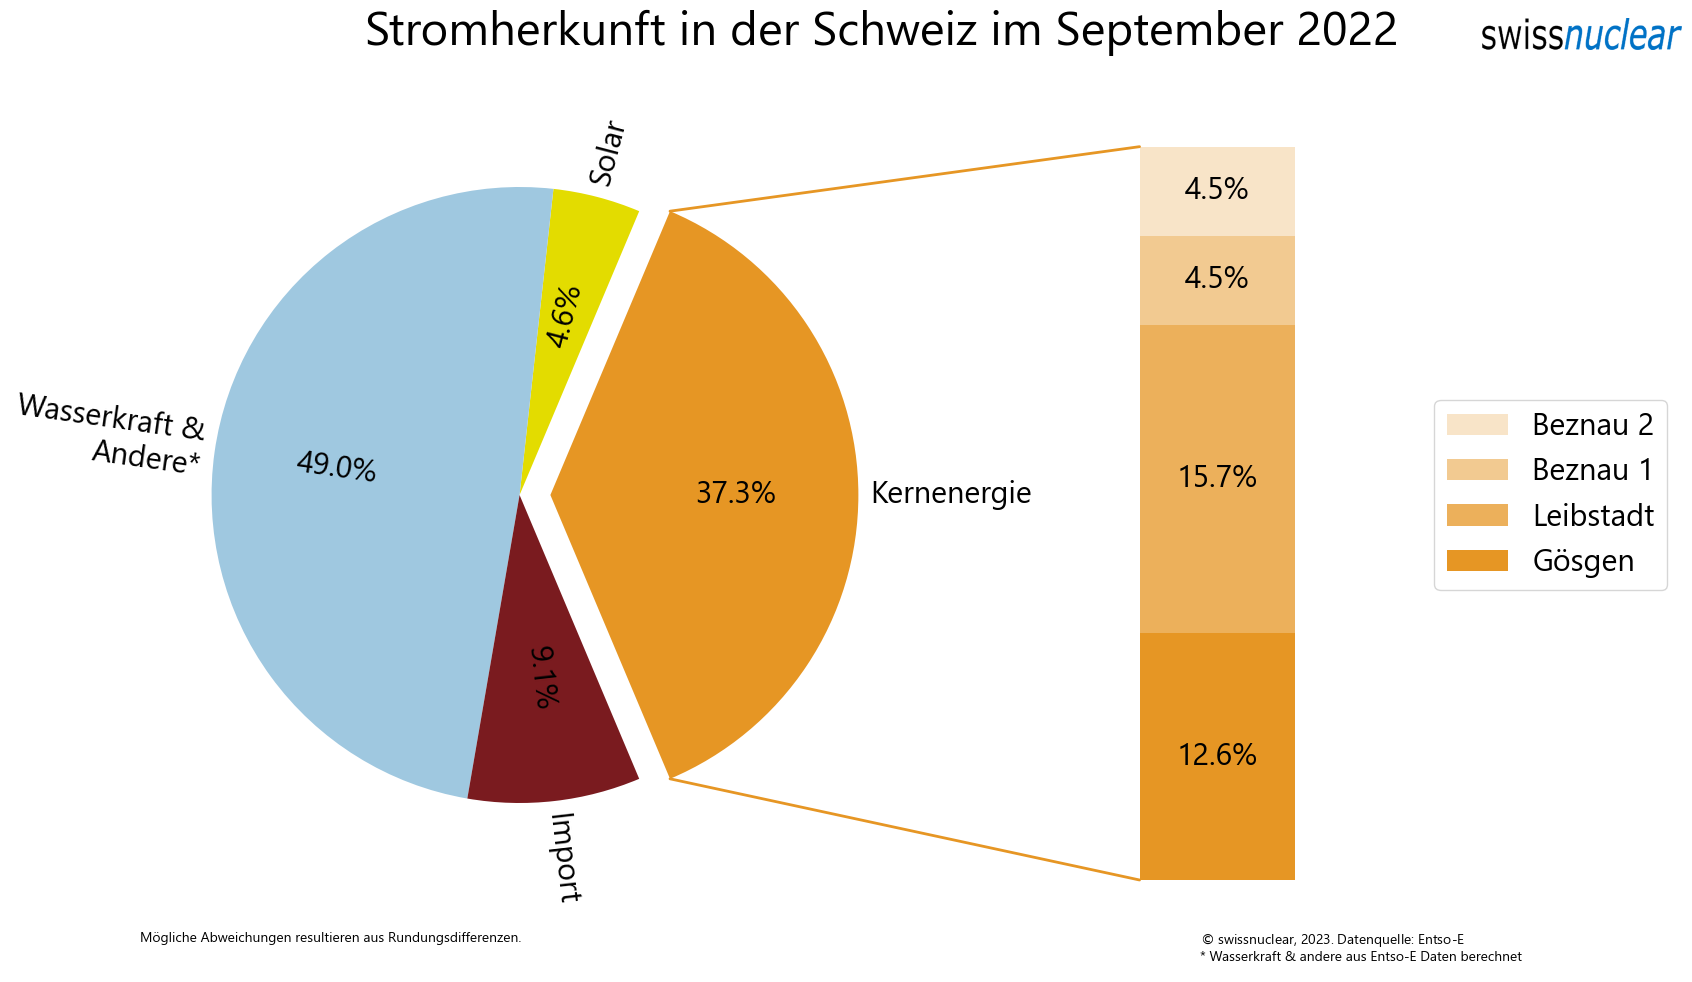 Stromherkunft in der Schweiz im September 2022
swissnuclear
Solar
4.6%
Wasserkraft &
Andere*
49.0%
37.3%
Kernenergie
9.1%
Import
4.5%
4.5%
15.7%
12.6%
Beznau 2
Beznau 1
Leibstadt
Gösgen
Mögliche Abweichungen resultieren aus Rundungsdifferenzen.
© swissnuclear, 2023. Datenquelle: Entso-E
* Wasserkraft & andere aus Entso-E Daten berechnet